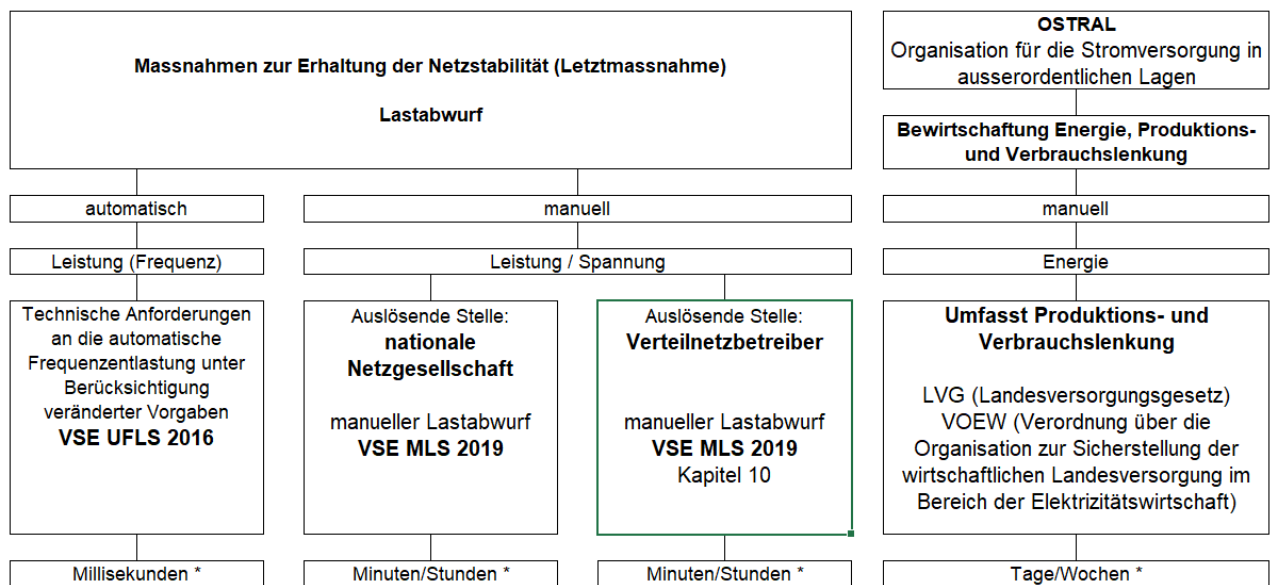 Massnahmen zur Erhaltung der Netzstabilität (Letztmassnahme)
Lastabwurf
OSTRAL
Organisation für die Stromversorgung in
ausserordentlichen Lagen
Bewirtschaftung Energie, Produktions-
und Verbrauchslenkung
automatisch
manuell
manuell
Leistung (Frequenz)
Leistung / Spannung
Energie
Technische Anforderungen
an die automatische
Frequenzentlastung unter
Berücksichtigung
veränderter Vorgaben
VSE UFLS 2016
Auslösende Stelle:
nationale
Netzgesellschaft
manueller Lastabwurf
VSE MLS 2019
Auslösende Stelle:
Verteilnetzbetreiber
manueller Lastabwurf
VSE MLS 2019
Kapitel 10
Umfasst Produktions- und
Verbrauchslenkung
LVG (Landesversorgungsgesetz)
VOEW (Verordnung über die
Organisation zur Sicherstellung der
wirtschaftlichen Landesversorgung im
Bereich der Elektrizitätswirtschaft)
Millisekunden *
Minuten/Stunden *
Minuten/Stunden *
Tage/Wochen *